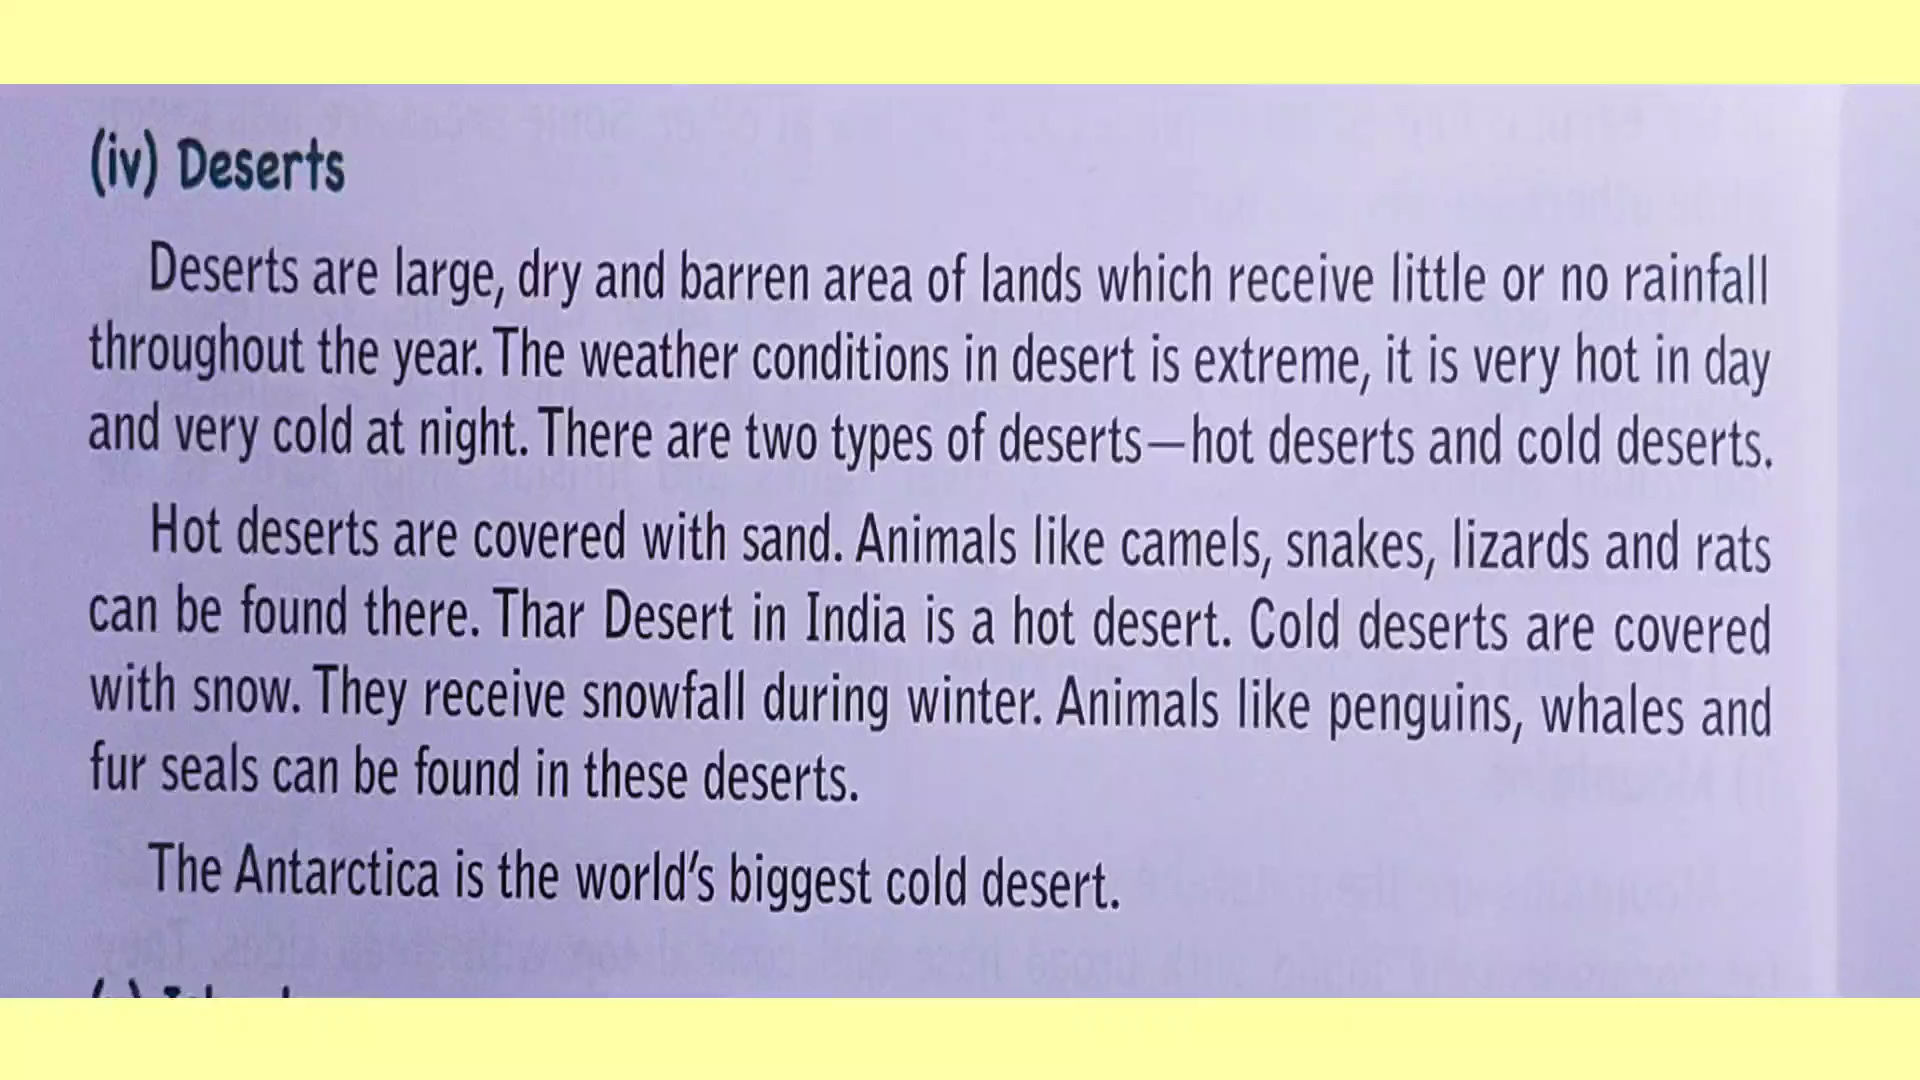 (iv) Deserts
Deserts are large, dry and barren area of lands which receive little or no rainfall
throughout the year. The weather conditions in desert is extreme, it is very hot in day
and very cold at night. There are two types of deserts—hot deserts and cold deserts.
Hot deserts are covered with sand. Animals like camels, snakes, lizards and rats
can be found there. Thar Desert in India is a hot desert. Cold deserts are covered
with snow. They receive snowfall during winter. Animals like penguins, whales and
fur seals can be found in these deserts.
The Antarctica is the world's biggest cold desert.